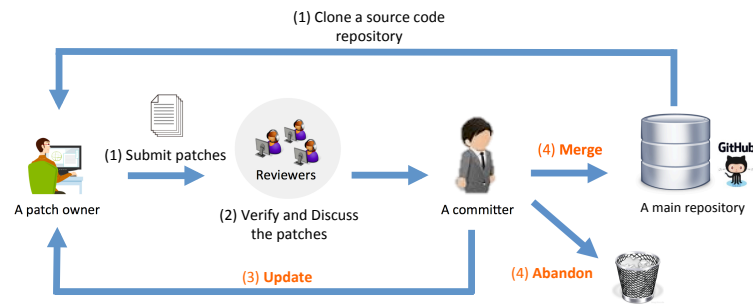 (1) Clone a source code
repository
(1) Submit patches
Reviewers
(4) Merge
GitHub
A patch owner
(2) Verify and Discuss
the patches
A committer
A main repository
(3) Update
(4) Abandon